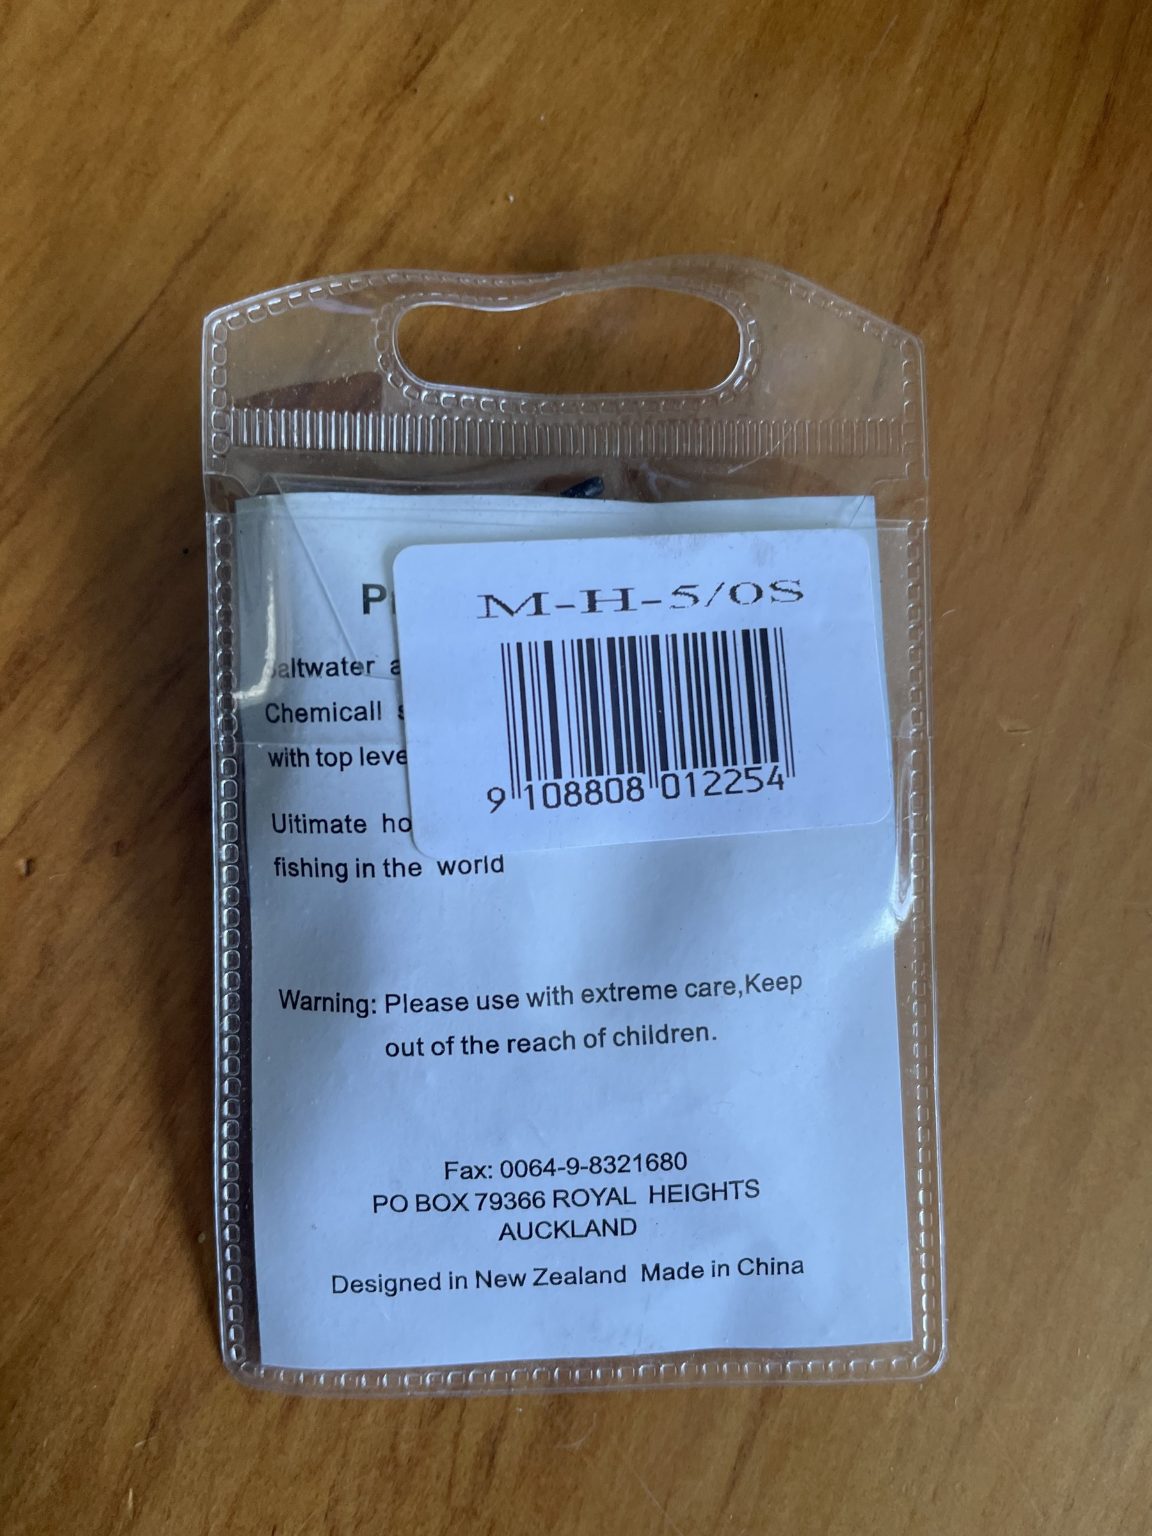 M-H-5/0S
9 108808 012254
Saltwater
Chemicall
with top
Uitimate
fishing in the world
Warning: Please use with extreme care,Keep
out of the reach of children.
Fax: 0064-9-8321680
PO BOX 79366 ROYAL HEIGHTS
AUCKLAND
Designed in New Zealand Made in China